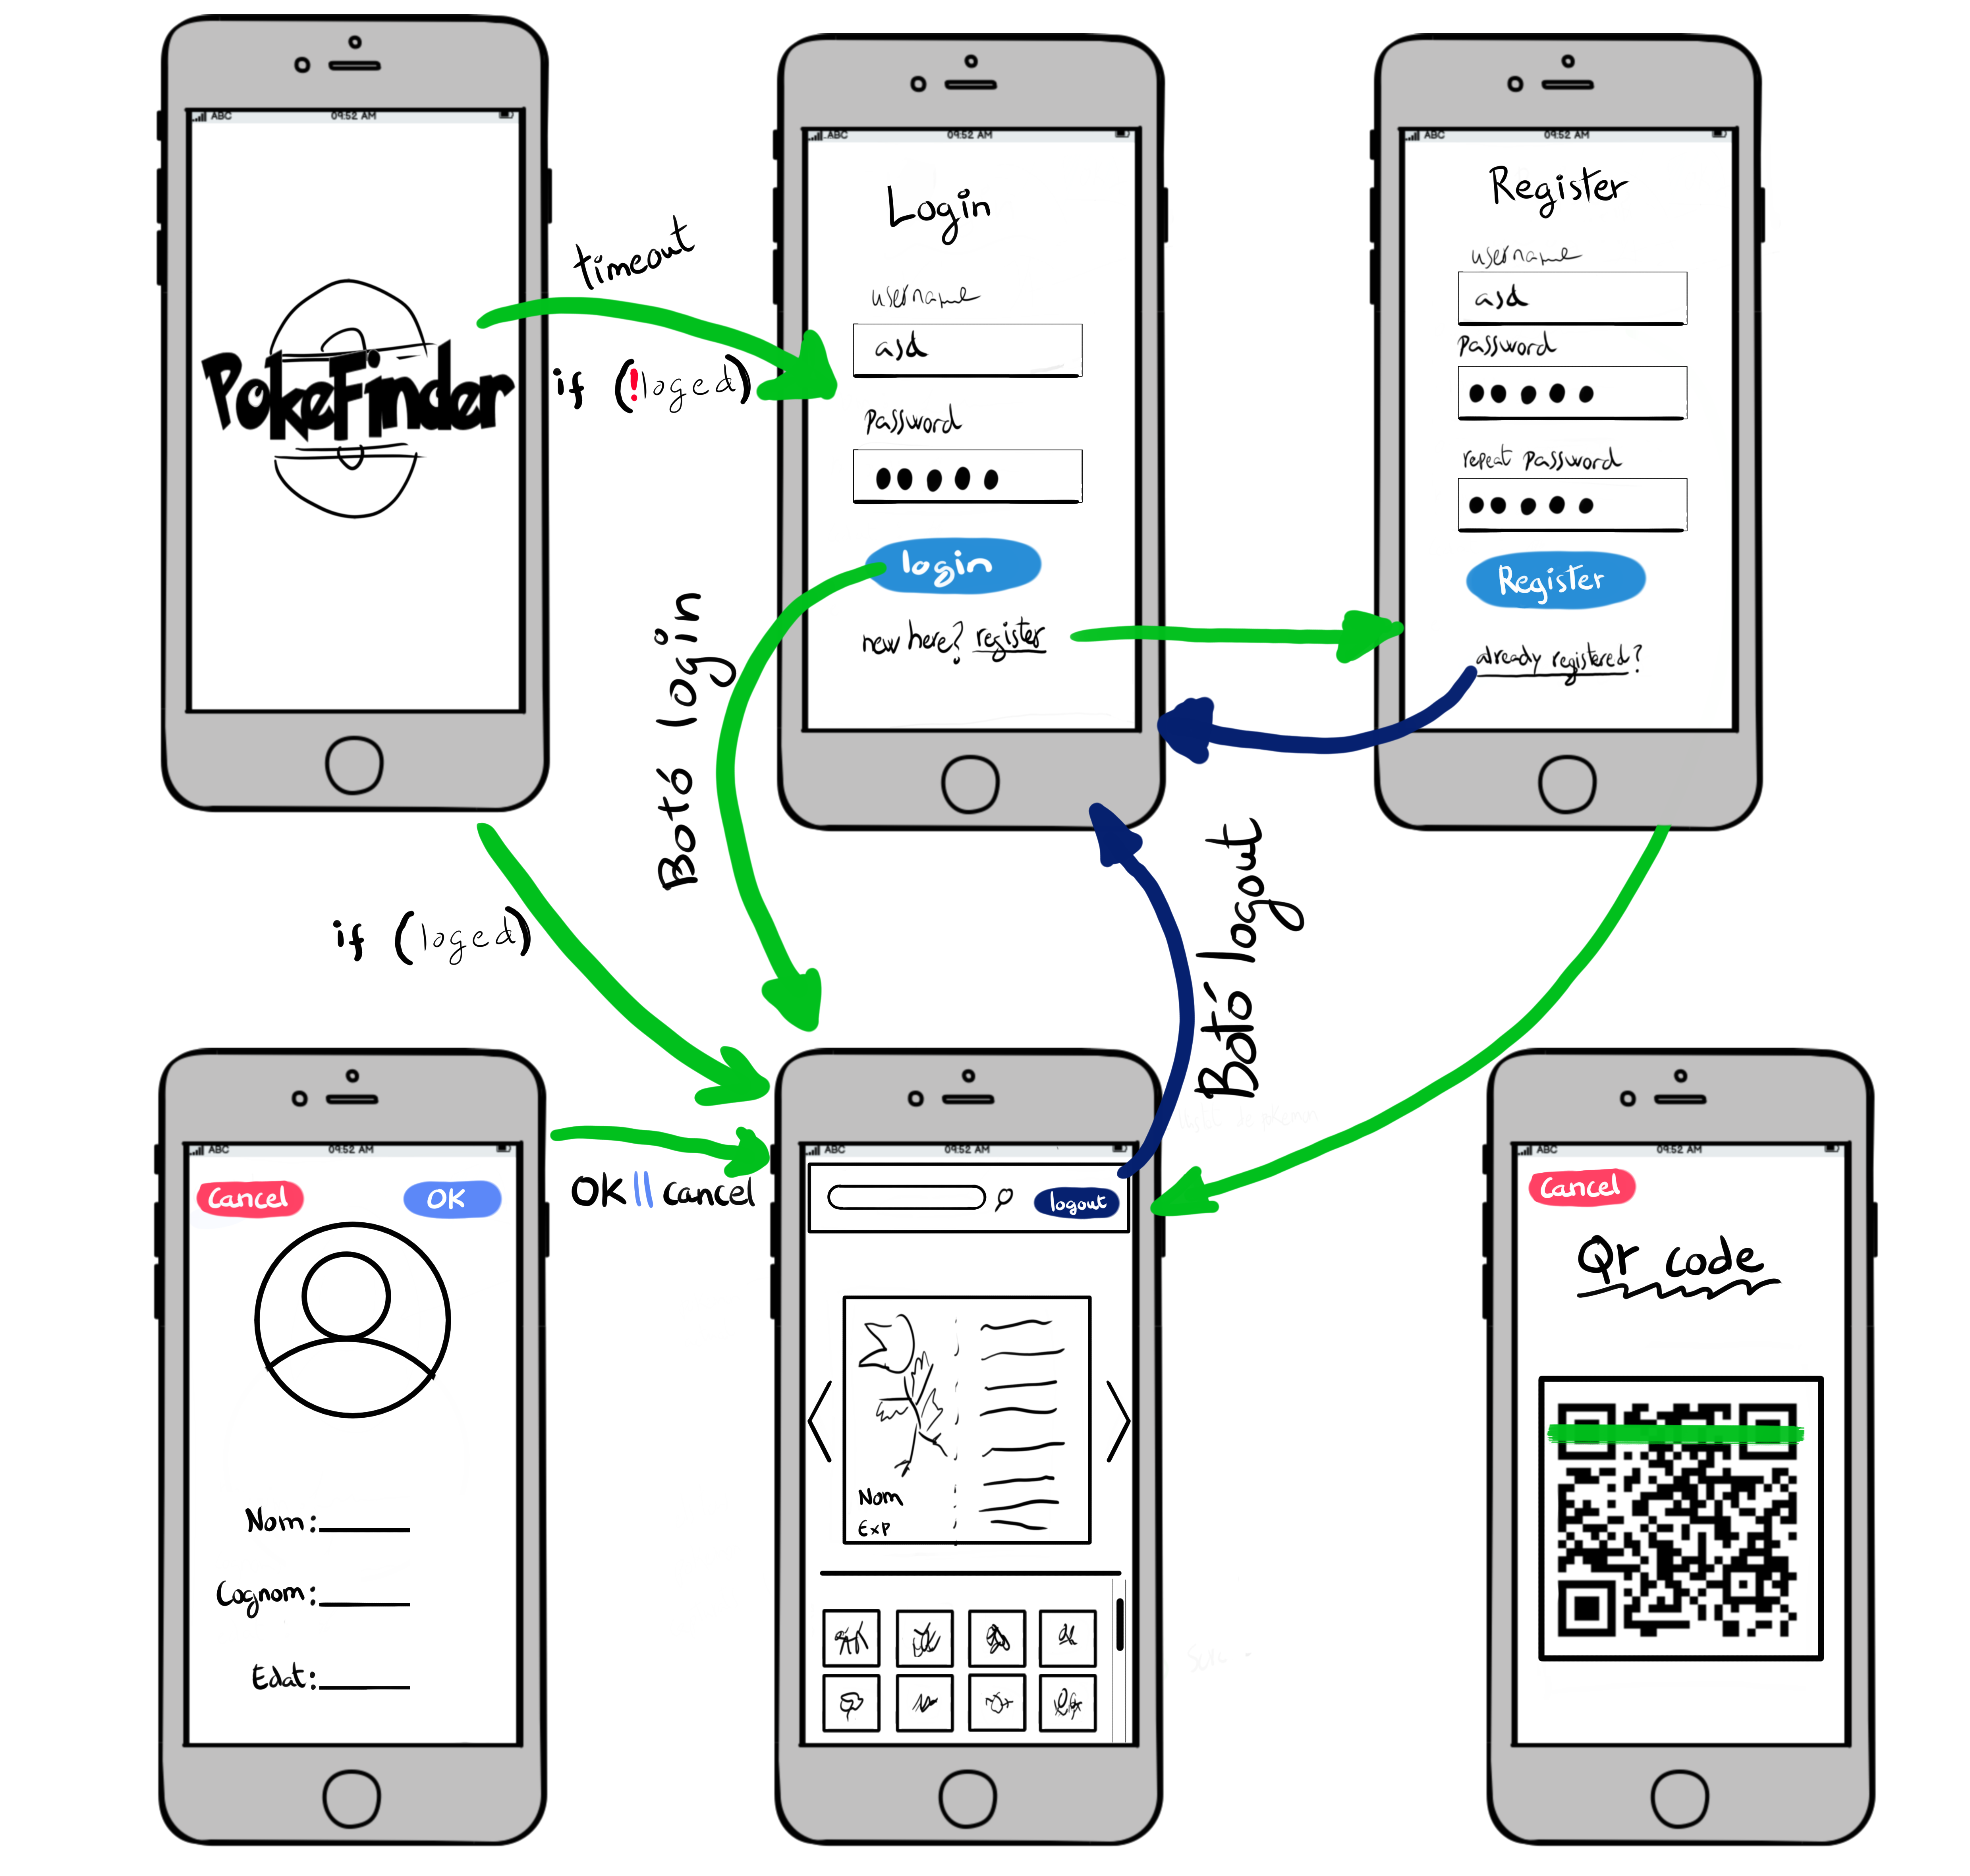 ABC 09:52 AM
PokeFinder
timeout
if (!loged)
ABC 09:52 AM
Login
username
asd
Password
login
new here? register
ABC 09:52 AM
Register
username
asd
Password
repeat password
Register
already registered?
Botó login
Botó logout
if (loged)
ABC 09:52 AM
Cancel OK
Nom:
Cognom:
Edat:
OK || cancel
ABC 09:52 AM
logout
Nom
Exp
ABC 09:52 AM
Cancel
Qr code